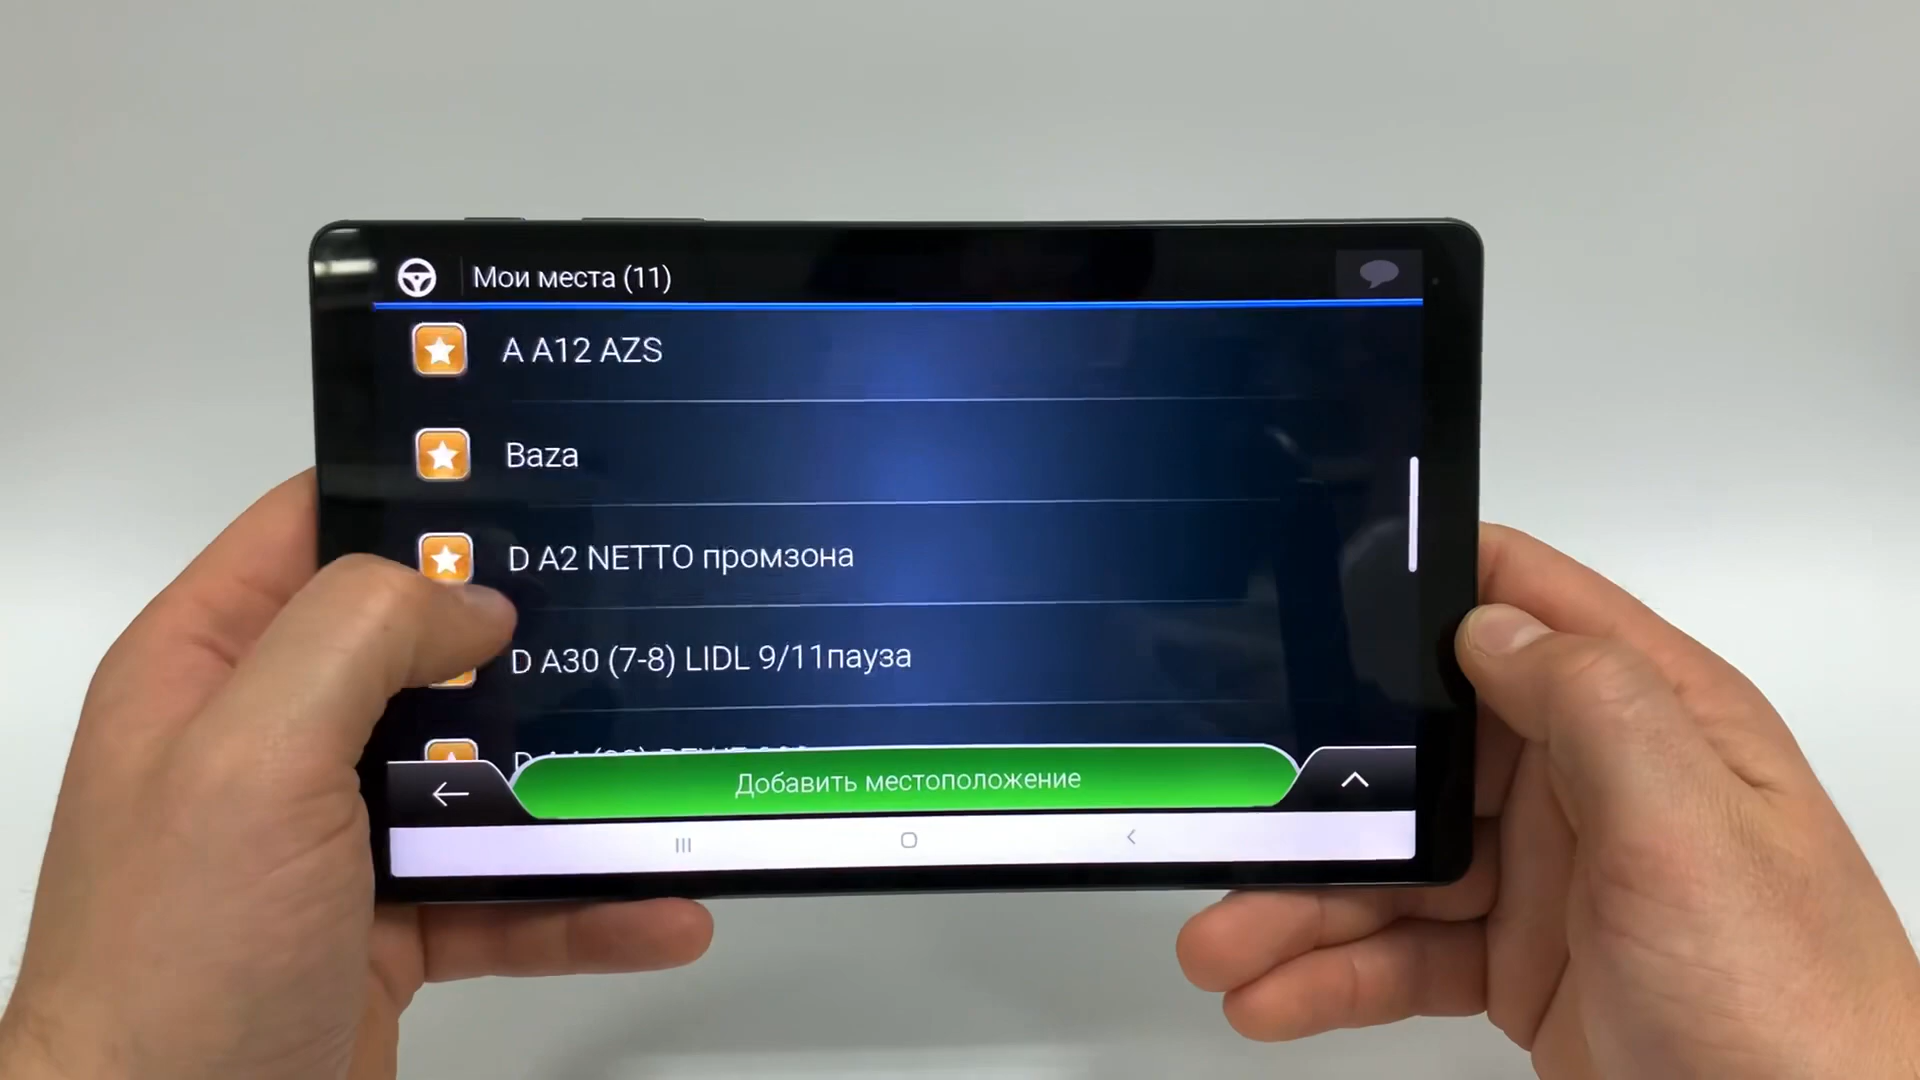 Мои места (11)
A A12 AZS
Baza
D A2 NETTO промзона
D A30 (7-8) LIDL 9/11пауза
Добавить местоположение